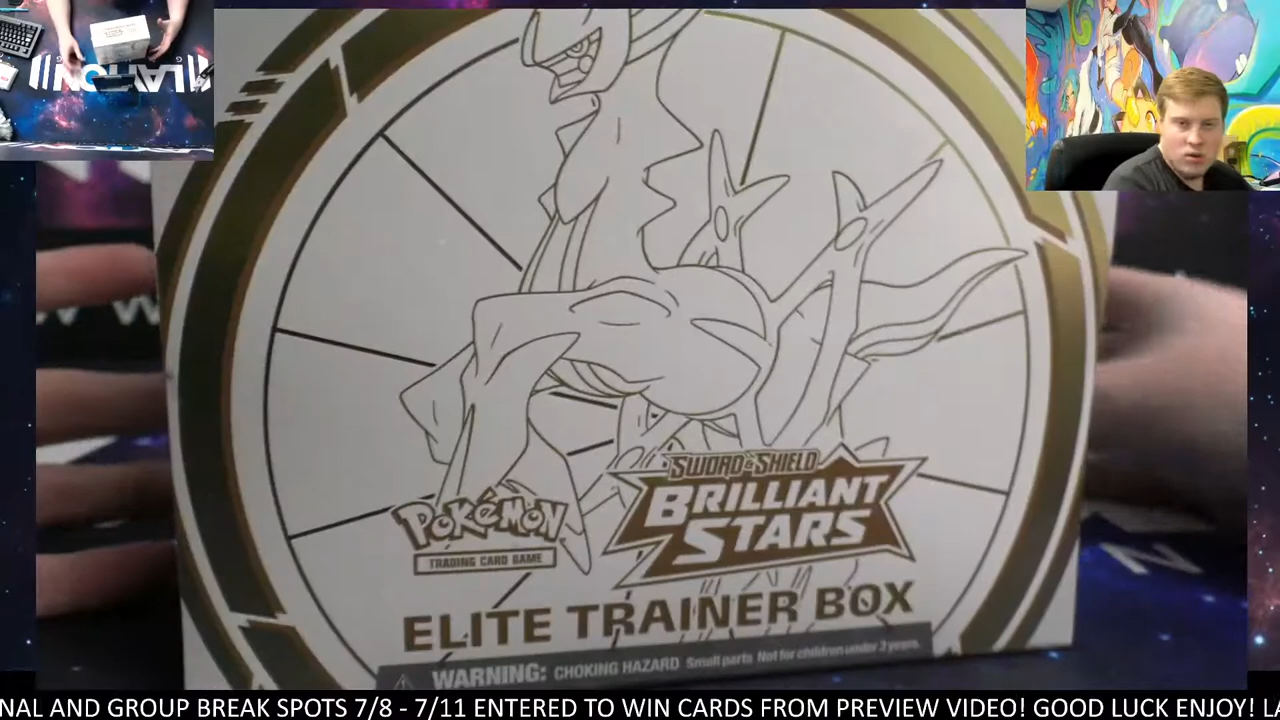 SWORD & SHIELD
BRILLIANT
STARS
POKéMON
TRADING CARD GAME
ELITE TRAINER BOX
WARNING: CHOKING HAZARD Small parts Not for children under 3 years.
NAL AND GROUP BREAK SPOTS 7/8 - 7/11 ENTERED TO WIN CARDS FROM PREVIEW VIDEO! GOOD LUCK ENJOY! LA